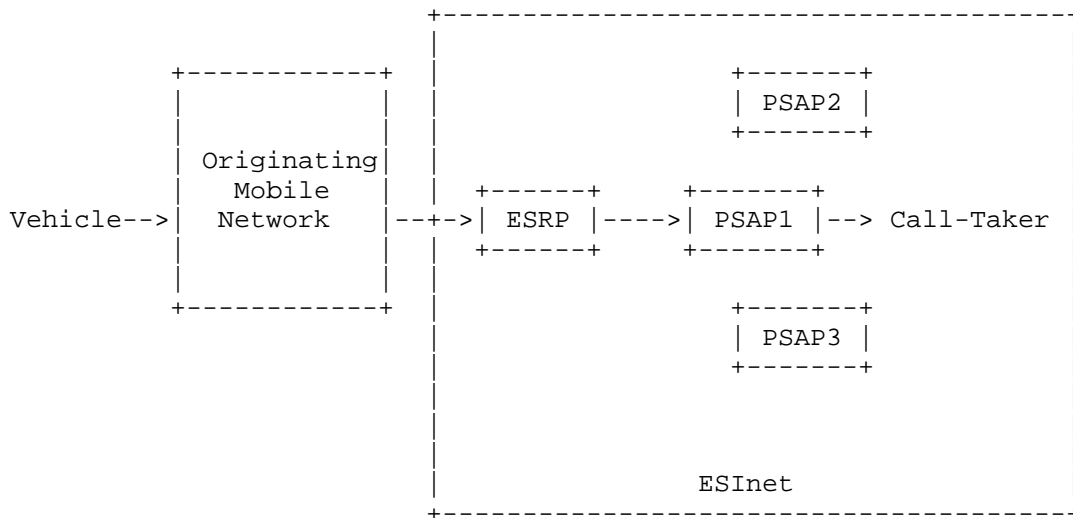 PSAP2
Originating
Mobile
Vehicle--> Network --+-> ESRP ----> PSAP1 --> Call-Taker
PSAP3
ESInet